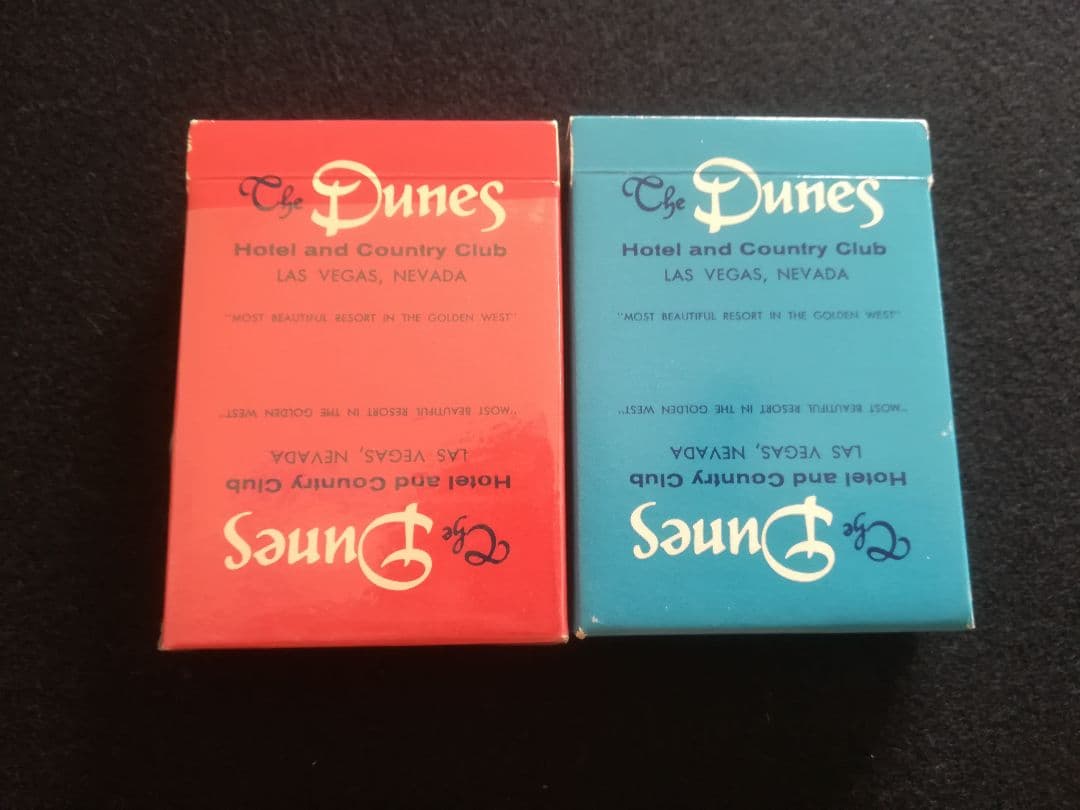 The Dunes
Hotel and Country Club
LAS VEGAS, NEVADA
"MOST BEAUTIFUL RESORT IN THE GOLDEN WEST"
"MOST BEAUTIFUL RESORT IN THE GOLDEN WEST"
LAS VEGAS, NEVADA
Hotel and Country Club
The Dunes
The Dunes
Hotel and Country Club
LAS VEGAS, NEVADA
"MOST BEAUTIFUL RESORT IN THE GOLDEN WEST"
"MOST BEAUTIFUL RESORT IN THE GOLDEN WEST"
LAS VEGAS, NEVADA
Hotel and Country Club
The Dunes